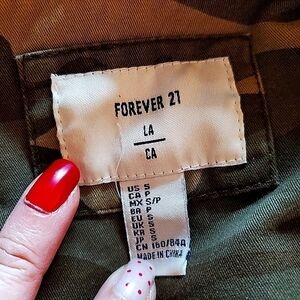 FOREVER 21
LA
CA
US S
CA P
MX S/P
BR P
EU S
UK S
KR S
JP S
CN 160/84A
MADE IN CHINA